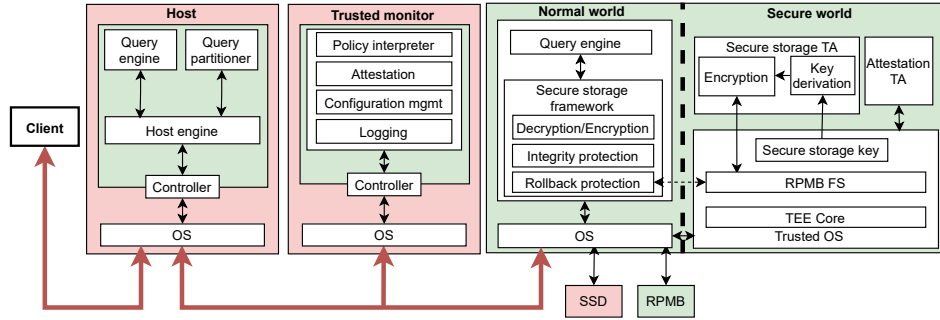 Client
Host
Query
engine
Query
partitioner
Host engine
Controller
OS
Trusted monitor
Policy interpreter
Attestation
Configuration mgmt
Logging
Controller
OS
Normal world
Query engine
Secure storage
framework
Decryption/Encryption
Integrity protection
Rollback protection
OS
SSD
RPMB
Secure world
Secure storage TA
Encryption
Key
derivation
Attestation
TA
Secure storage key
RPMB FS
TEE Core
Trusted OS